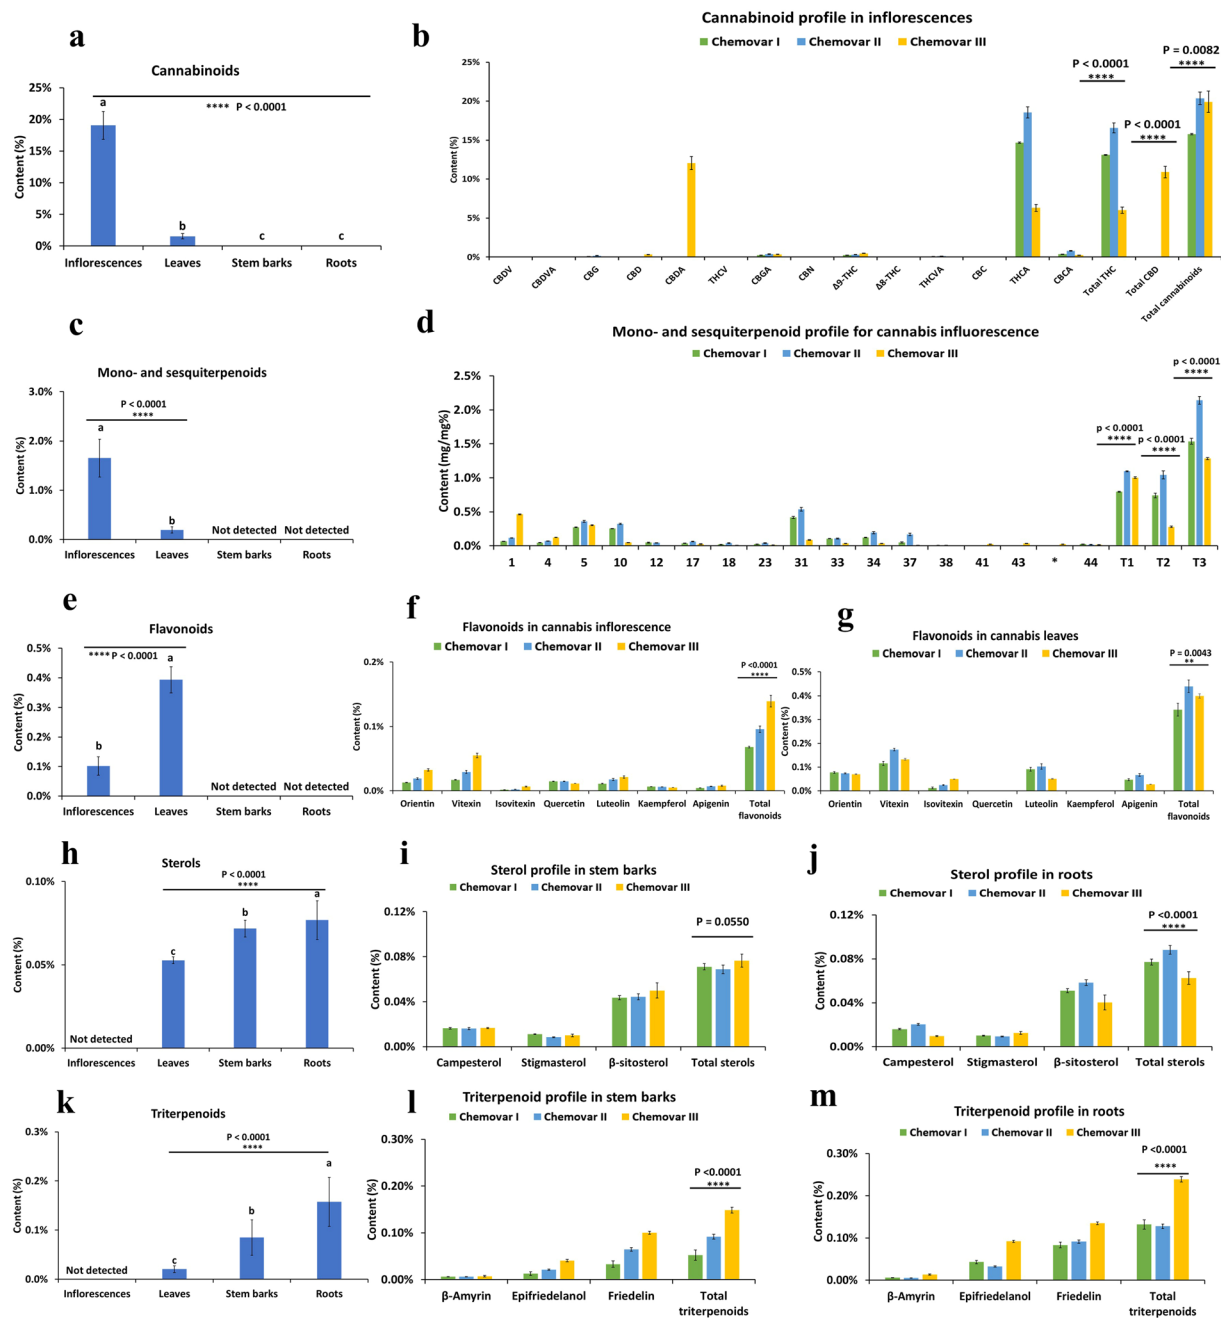 a
Cannabinoids
**** P < 0.0001
Content (%)
25%
20%
15%
10%
5%
0%
a
b
c
c
Inflorescences Leaves Stem barks Roots
b
Cannabinoid profile in inflorescences
Chemovar I Chemovar II Chemovar III
Content (%)
25%
20%
15%
10%
5%
0%
P < 0.0001
****
P < 0.0001
****
P = 0.0082
****
CBDV CBDVA CBG CBD CBDA THCV CBGA CBN Δ9-THC Δ8-THC THCVA CBC THCA CBCA Total THC Total CBD Total cannabinoids
c
Mono- and sesquiterpenoids
P < 0.0001
****
Content (%)
3.0%
2.0%
1.0%
0.0%
a
b
Not detected Not detected
Inflorescences Leaves Stem barks Roots
d
Mono- and sesquiterpenoid profile for cannabis influorescence
Chemovar I Chemovar II Chemovar III
Content (mg/mg%)
2.5%
2.0%
1.5%
1.0%
0.5%
0.0%
p < 0.0001
****
p < 0.0001
****
p < 0.0001
****
1 4 5 10 12 17 18 23 31 33 34 37 38 41 43 * 44 T1 T2 T3
e
Flavonoids
**** P < 0.0001
Content (%)
0.5%
0.4%
0.3%
0.2%
0.1%
0.0%
b
a
Not detected Not detected
Inflorescences Leaves Stem barks Roots
f
Flavonoids in cannabis inflorescence
Chemovar I Chemovar II Chemovar III
Content (%)
0.2%
0.1%
0.0%
P <0.0001
****
Orientin Vitexin Isovitexin Quercetin Luteolin Kaempferol Apigenin Total
flavonoids
g
Flavonoids in cannabis leaves
Chemovar I Chemovar II Chemovar III
Content (%)
0.5%
0.4%
0.3%
0.2%
0.1%
0.0%
P = 0.0043
**
Orientin Vitexin Isovitexin Quercetin Luteolin Kaempferol Apigenin Total
flavonoids
h
Sterols
P < 0.0001
****
Content (%)
0.10%
0.05%
0.00%
Not detected
c
b
a
Inflorescences Leaves Stem barks Roots
i
Sterol profile in stem barks
Chemovar I Chemovar II Chemovar III
Content (%)
0.12%
0.08%
0.04%
0.00%
P = 0.0550
Campesterol Stigmasterol β-sitosterol Total sterols
j
Sterol profile in roots
Chemovar I Chemovar II Chemovar III
Content (%)
0.12%
0.08%
0.04%
0.00%
P <0.0001
****
Campesterol Stigmasterol β-sitosterol Total sterols
k
Triterpenoids
P < 0.0001
****
Content (%)
0.3%
0.2%
0.1%
0.0%
Not detected
c
b
a
Inflorescences Leaves Stem barks Roots
l
Triterpenoid profile in stem barks
Chemovar I Chemovar II Chemovar III
Content (%)
0.30%
0.20%
0.10%
0.00%
P <0.0001
****
β-Amyrin Epifriedelanol Friedelin Total
triterpenoids
m
Triterpenoid profile in roots
Chemovar I Chemovar II Chemovar III
Content (%)
0.30%
0.20%
0.10%
0.00%
P <0.0001
****
β-Amyrin Epifriedelanol Friedelin Total
triterpenoids